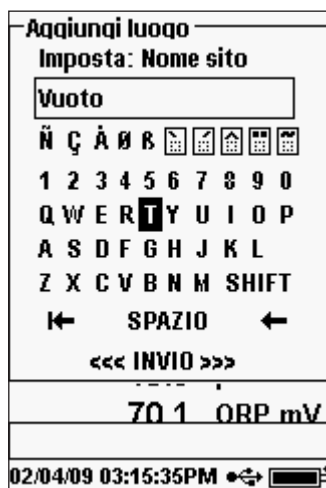 Aggiungi luogo
Imposta: Nome sito
Vuoto
Ñ Ç À Ø ß
1 2 3 4 5 6 7 8 9 0
Q W E R T Y U I O P
A S D F G H J K L
Z X C V B N M SHIFT
SPAZIO
<<< INVIO >>>
70 1 ORP mV
02/04/09 03:15:35PM